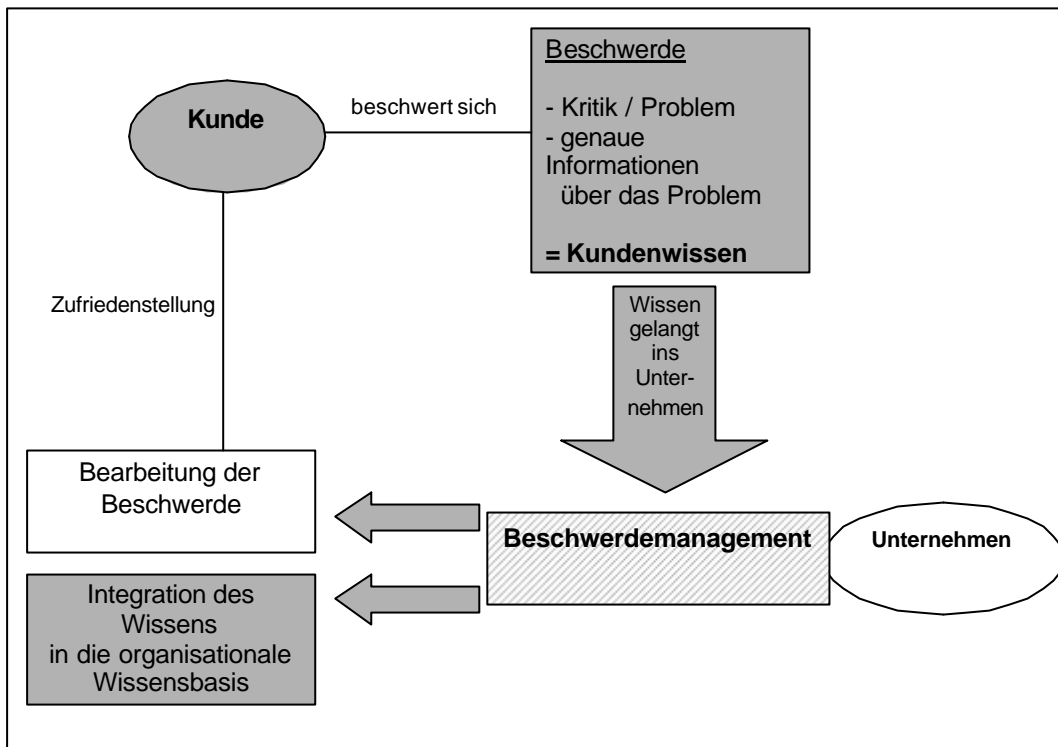 Kunde
beschwert sich
Beschwerde
- Kritik / Problem
- genaue
Informationen
über das Problem
= Kundenwissen
Zufriedenstellung
Wissen
gelangt
ins
Unter-
nehmen
Bearbeitung der
Beschwerde
Beschwerdemanagement
Unternehmen
Integration des
Wissens
in die organisationale
Wissensbasis